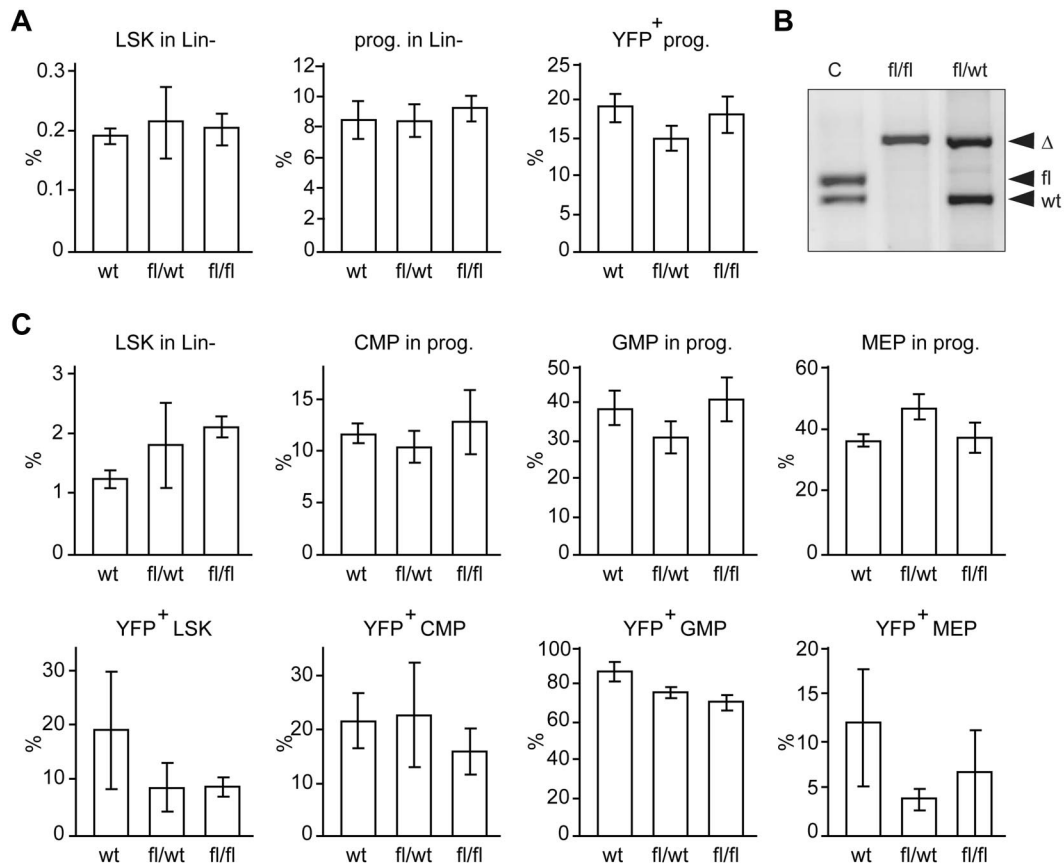 A
LSK in Lin-
0.3
0.2
0.1
0
%
wt fl/wt fl/fl
prog. in Lin-
12
10
8
6
4
2
0
%
wt fl/wt fl/fl
YFP+ prog.
25
20
15
10
5
0
%
wt fl/wt fl/fl
B
C fl/fl fl/wt
Δ
fl
wt
C
LSK in Lin-
3
2
1
0
%
wt fl/wt fl/fl
CMP in prog.
15
10
5
0
%
wt fl/wt fl/fl
GMP in prog.
50
40
30
20
10
0
%
wt fl/wt fl/fl
MEP in prog.
60
40
20
0
%
wt fl/wt fl/fl
YFP+ LSK
30
20
10
0
%
wt fl/wt fl/fl
YFP+ CMP
30
20
10
0
%
wt fl/wt fl/fl
YFP+ GMP
100
80
60
40
20
0
%
wt fl/wt fl/fl
YFP+ MEP
20
15
10
5
0
%
wt fl/wt fl/fl